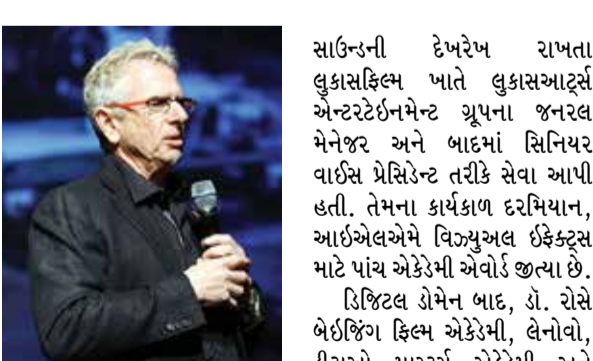 સાઉન્ડની દેખરેખ રાખતા
લુકાસફિલ્મ ખાતે લુકાસઆર્ટ્સ
એન્ટરટેઇનમેન્ટ ગ્રૂપના જનરલ
મેનેજર અને બાદમાં સિનિયર
વાઈસ પ્રેસિડેન્ટ તરીકે સેવા આપી
હતી. તેમના કાર્યકાળ દરમિયાન,
આઇએલએમે વિઝ્યુઅલ ઇફેક્ટ્સ
માટે પાંચ એકેડેમી એવોર્ડ જીત્યા છે.
ડિજિટલ ડોમેન બાદ, ડૉ. રોસે
બેઇજિંગ ફિલ્મ એકેડેમી, લેનોવો,